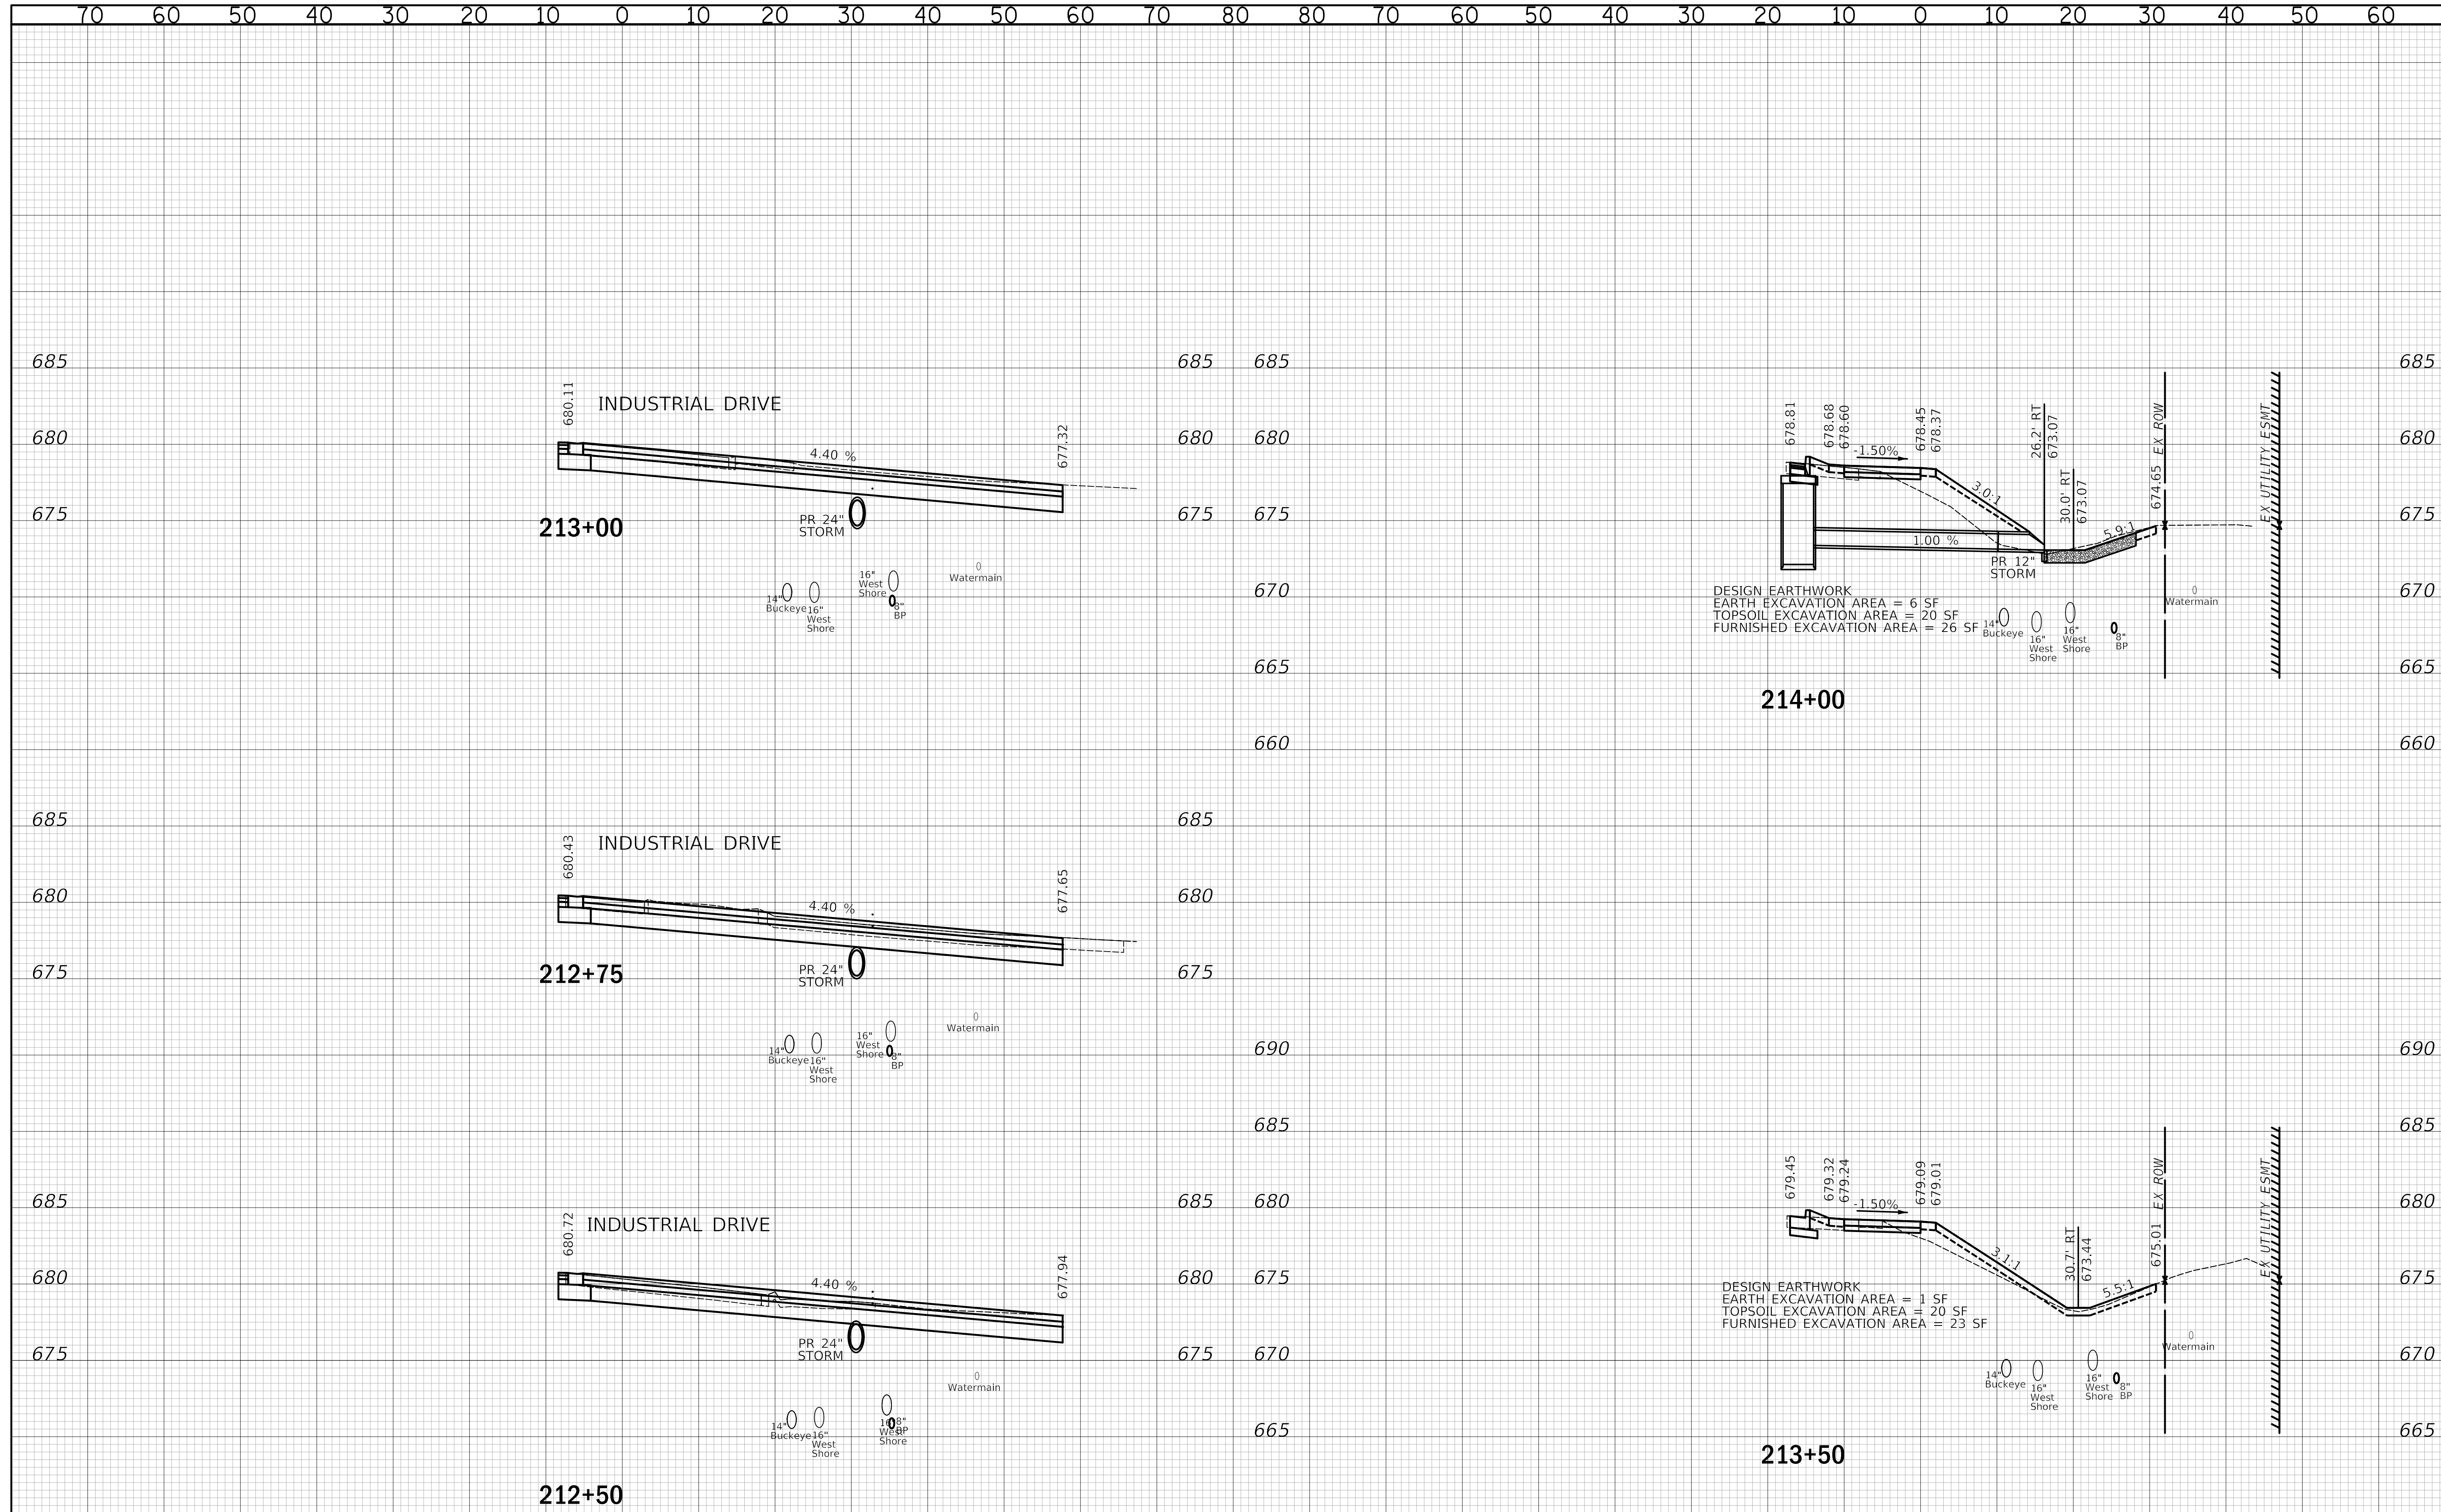 70 60 50 40 30 20 10 0 10 20 30 40 50 60 70 80 80 70 60 50 40 30 20 10 0 10 20 30 40 50 60
685
685
680.11
INDUSTRIAL DRIVE
680
680
4.40 %
677.32
675
675
213+00
PR 24"
STORM
14"
Buckeye
16"
West
Shore
16"
West
Shore
8"
BP
Watermain
685
685
680.43
INDUSTRIAL DRIVE
680
680
4.40 %
677.65
675
675
212+75
PR 24"
STORM
14"
Buckeye
16"
West
Shore
16"
West
Shore
8"
BP
Watermain
685
685
680.72
INDUSTRIAL DRIVE
680
680
4.40 %
677.94
675
675
PR 24"
STORM
14"
Buckeye
16"
West
Shore
16"
West
Shore
8"
BP
Watermain
212+50
685
685
680
680
675
675
670
670
665
665
660
660
678.81
678.68
678.60
-1.50%
678.45
678.37
3.0:1
26.2' RT
673.07
30.0' RT
673.07
5.9:1
674.65
EX ROW
EX UTILITY ESMT
1.00 %
PR 12"
STORM
DESIGN EARTHWORK
EARTH EXCAVATION AREA = 6 SF
TOPSOIL EXCAVATION AREA = 20 SF
FURNISHED EXCAVATION AREA = 26 SF
14"
Buckeye
16"
West
Shore
16"
West
Shore
8"
BP
Watermain
214+00
690
690
685
685
680
680
675
675
670
670
665
665
679.45
679.32
679.24
-1.50%
679.09
679.01
3.1:1
30.7' RT
673.44
5.5:1
675.01
EX ROW
EX UTILITY ESMT
DESIGN EARTHWORK
EARTH EXCAVATION AREA = 1 SF
TOPSOIL EXCAVATION AREA = 20 SF
FURNISHED EXCAVATION AREA = 23 SF
14"
Buckeye
16"
West
Shore
16"
West
Shore
8"
BP
Watermain
213+50